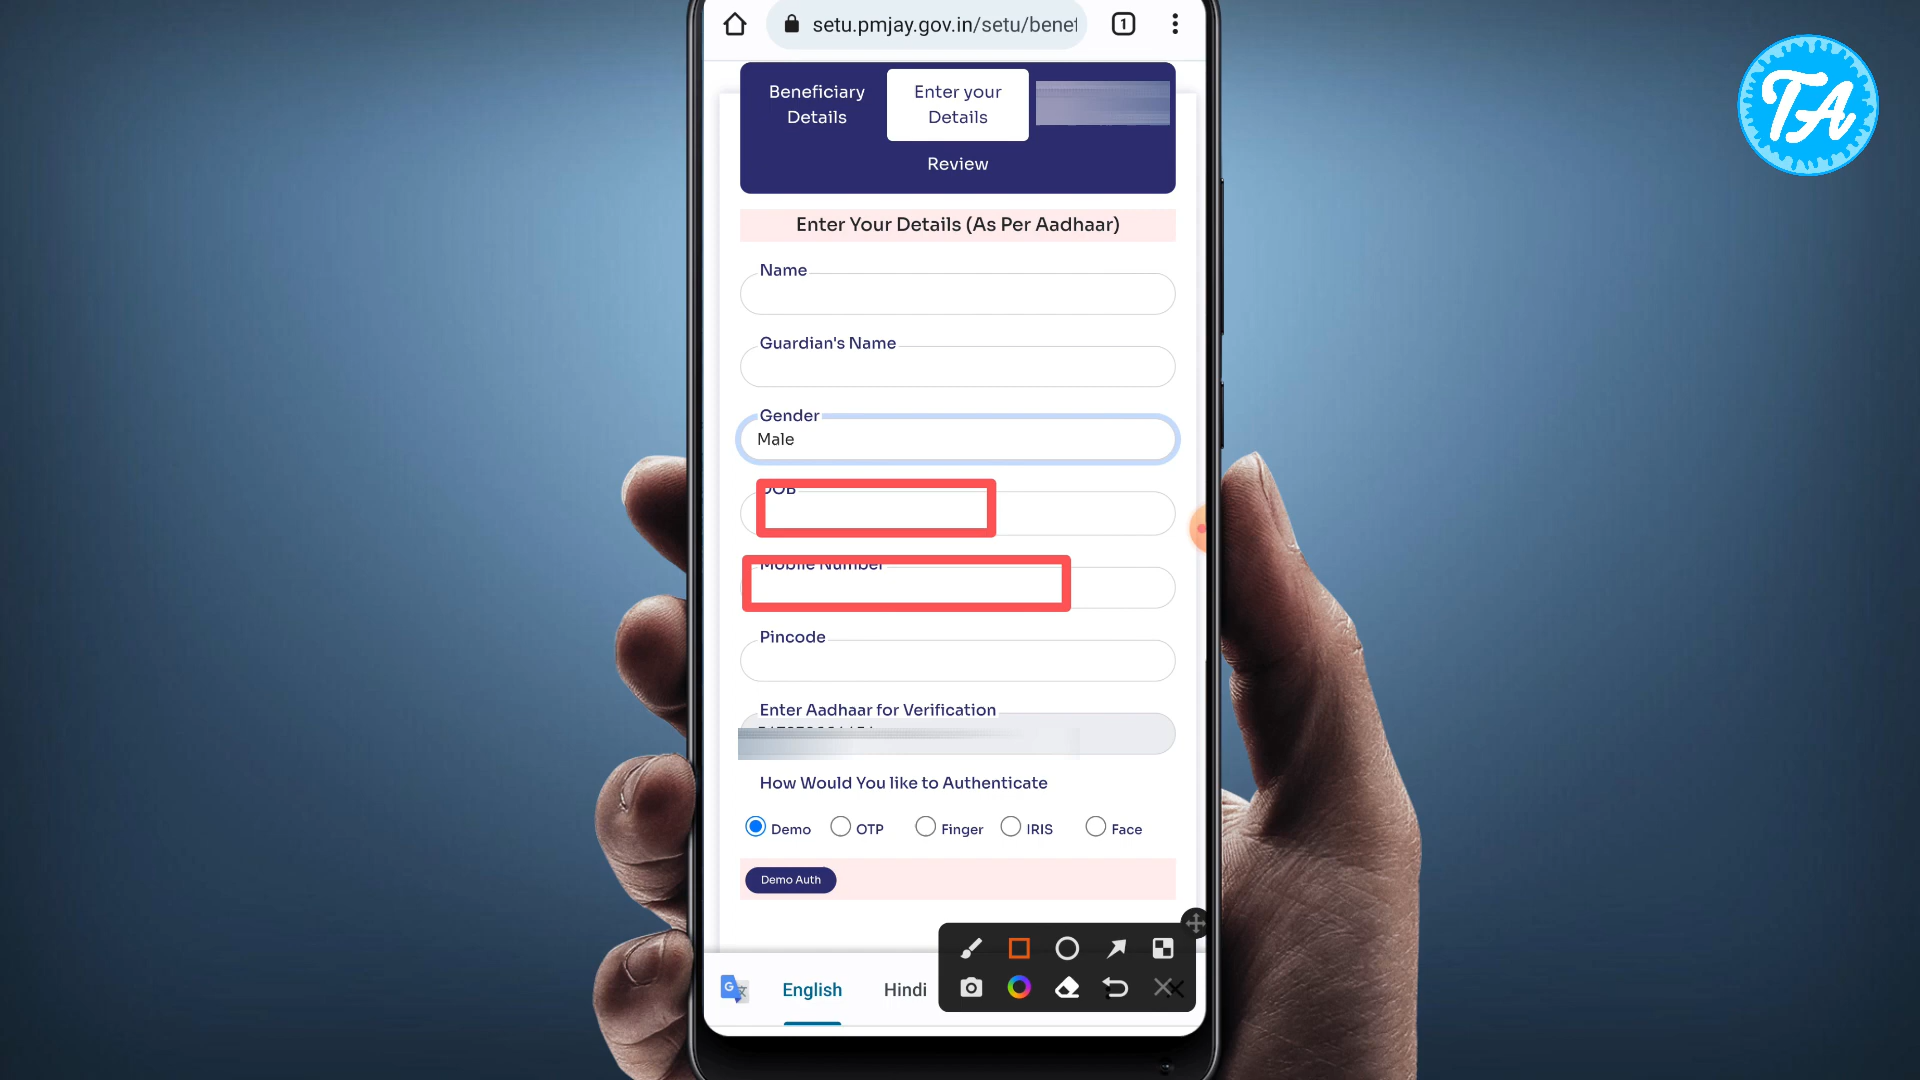 setu.pmjay.gov.in/setu/benef
1
Beneficiary
Details
Enter your
Details
Review
Enter Your Details (As Per Aadhaar)
Name
Guardian's Name
Gender
Male
DOB
Mobile Number
Pincode
Enter Aadhaar for Verification
How Would You like to Authenticate
Demo OTP Finger IRIS Face
Demo Auth
English Hindi
TA